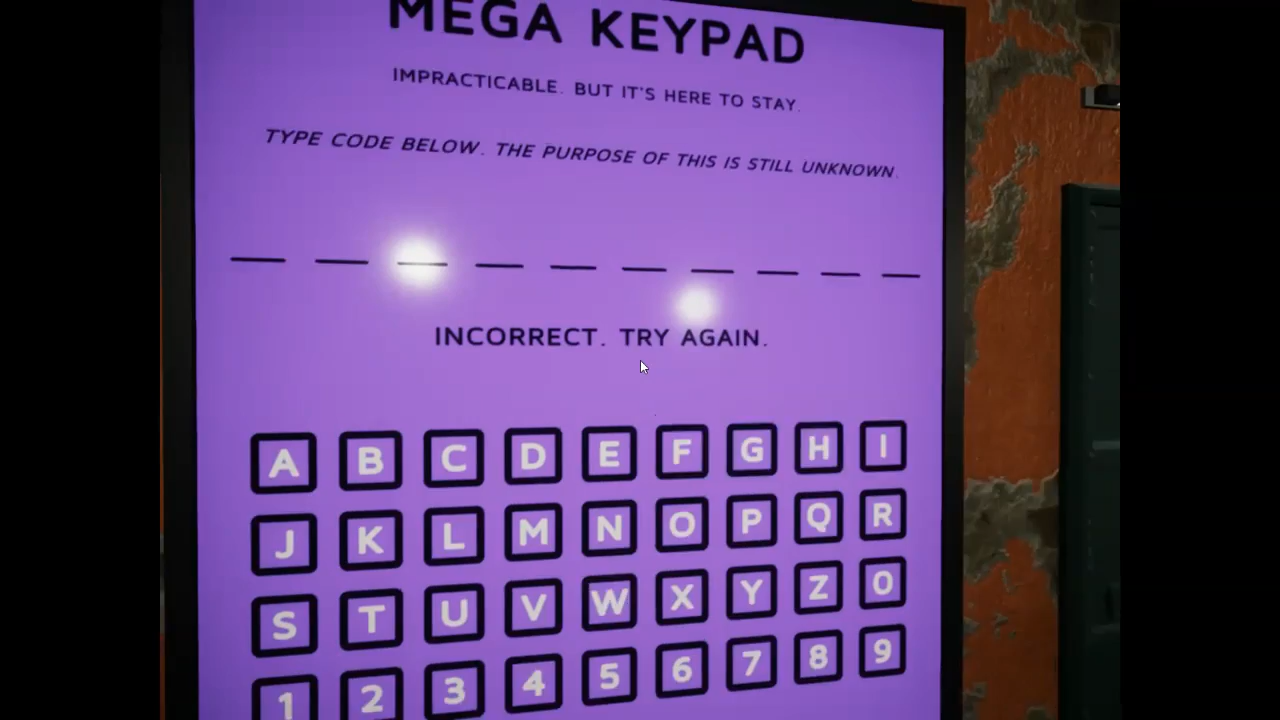 MEGA KEYPAD
IMPRACTICABLE. BUT IT'S HERE TO STAY.
TYPE CODE BELOW. THE PURPOSE OF THIS IS STILL UNKNOWN.
INCORRECT. TRY AGAIN.
A B C D E F G H I
J K L M N O P Q R
S T U V W X Y Z 0
1 2 3 4 5 6 7 8 9